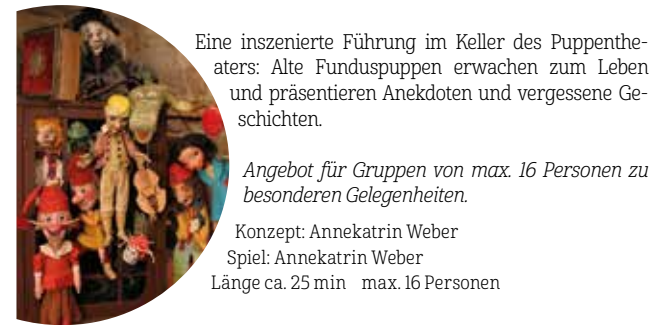 Eine inszenierte Führung im Keller des Puppenthe-
aters: Alte Funduspuppen erwachen zum Leben
und präsentieren Anekdoten und vergessene Ge-
schichten.
Angebot für Gruppen von max. 16 Personen zu
besonderen Gelegenheiten.
Konzept: Annekatrin Weber
Spiel: Annekatrin Weber
Länge ca. 25 min max. 16 Personen